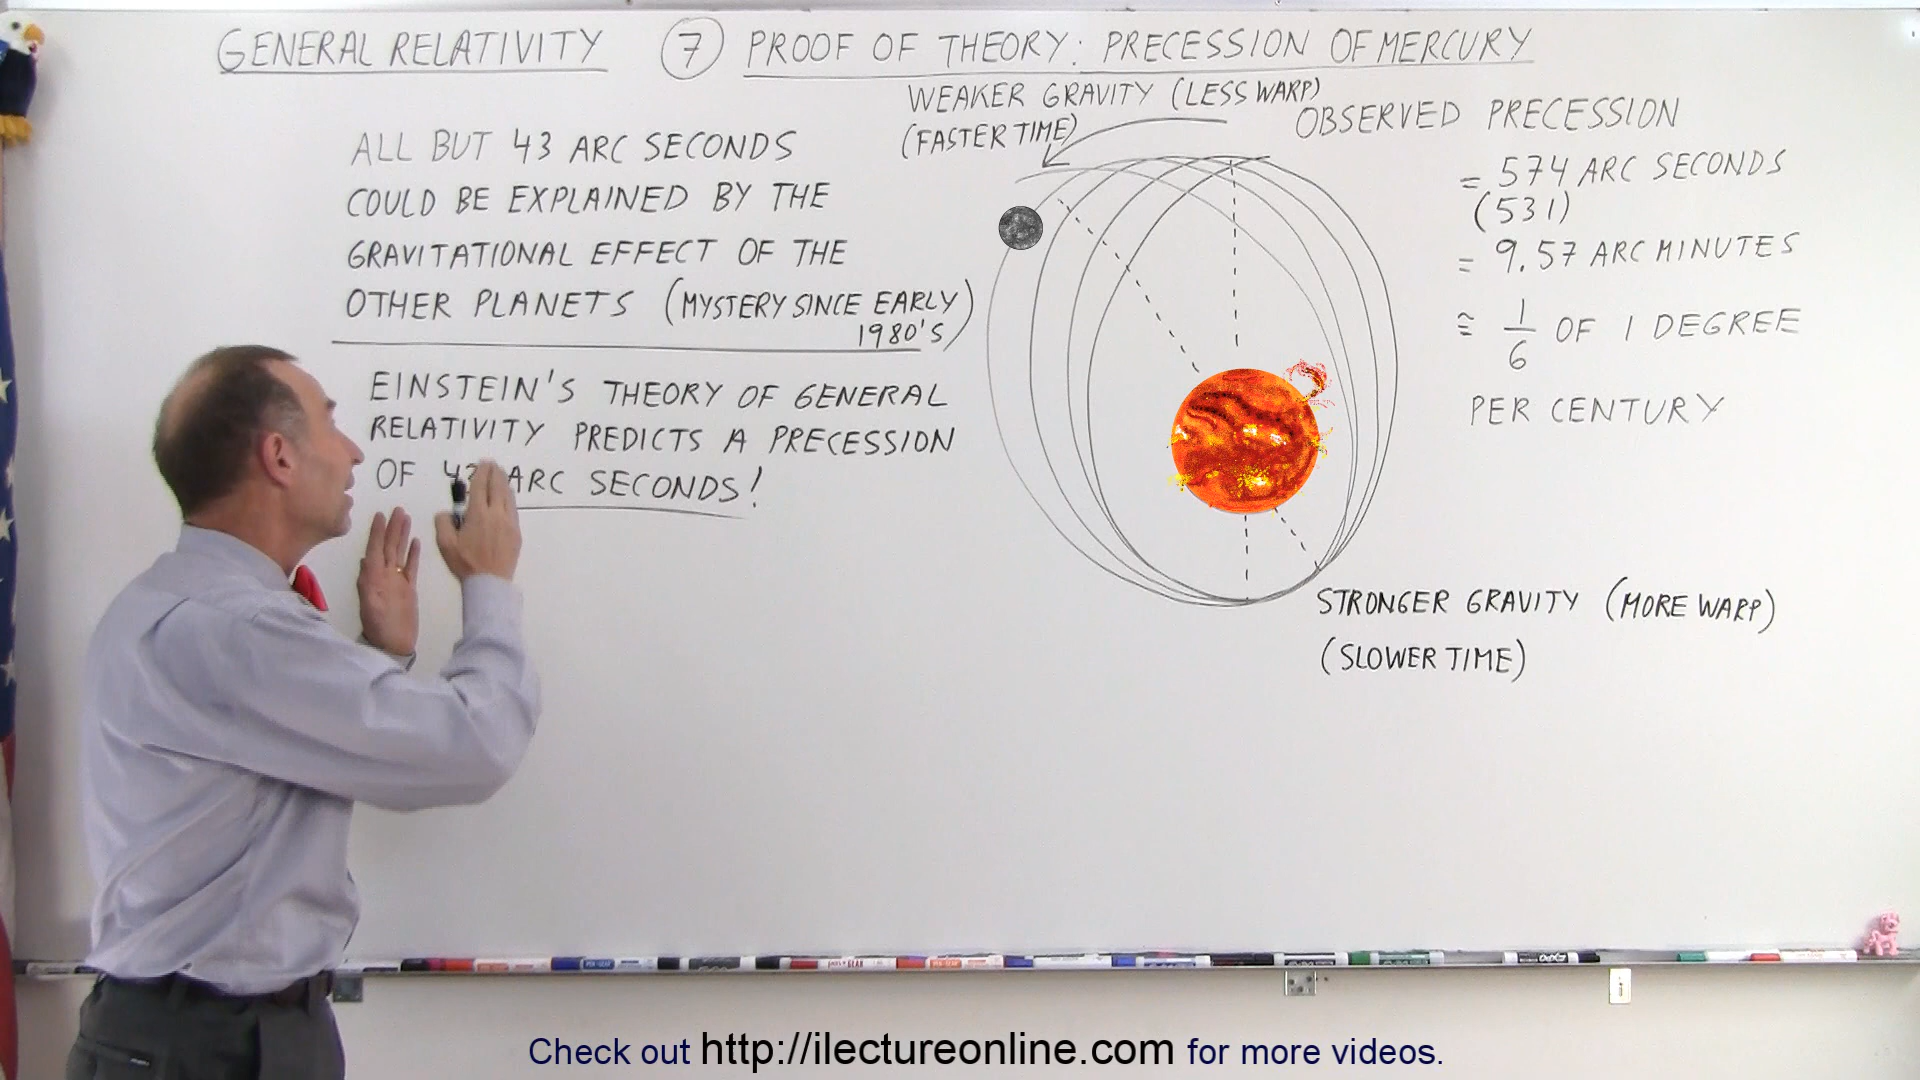 GENERAL RELATIVITY 7 PROOF OF THEORY: PRECESSION OF MERCURY
ALL BUT 43 ARC SECONDS
COULD BE EXPLAINED BY THE
GRAVITATIONAL EFFECT OF THE
OTHER PLANETS (MYSTERY SINCE EARLY
1980'S)
EINSTEIN'S THEORY OF GENERAL
RELATIVITY PREDICTS A PRECESSION
OF 43 ARC SECONDS!
WEAKER GRAVITY (LESS WARP)
(FASTER TIME)
OBSERVED PRECESSION
= 574 ARC SECONDS
(531)
= 9.57 ARC MINUTES
≅ 1/6 OF 1 DEGREE
PER CENTURY
STRONGER GRAVITY (MORE WARP)
(SLOWER TIME)
EXPO
Check out http://ilectureonline.com for more videos.